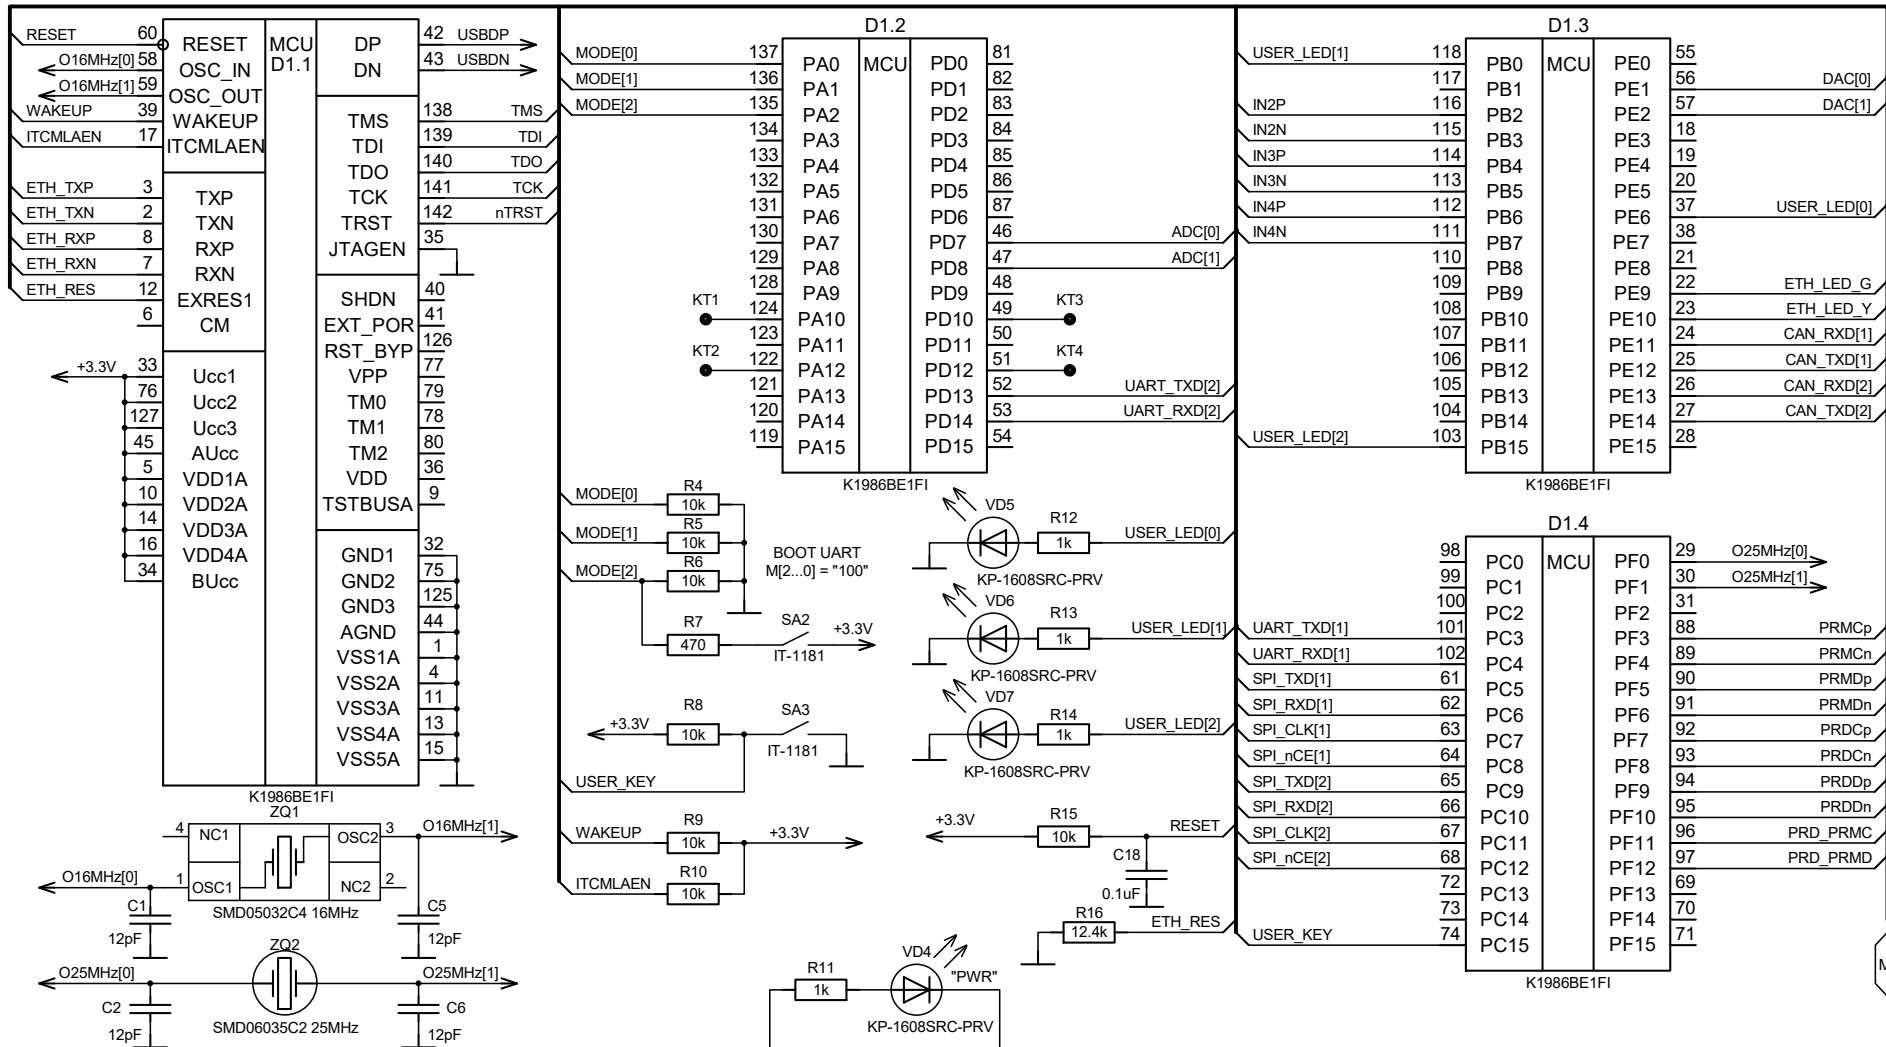 RESET 60 RESET MCU D1.1 DP 42 USBDP
O16MHz[0] 58 OSC_IN DN 43 USBDN
O16MHz[1] 59 OSC_OUT
WAKEUP 39 WAKEUP TMS 138 TMS
ITCMLAEN 17 ITCMLAEN TDI 139 TDI
TDO 140 TDO
ETH_TXP 3 TXP TCK 141 TCK
ETH_TXN 2 TXN TRST 142 nTRST
ETH_RXP 8 RXP JTAGEN 35
ETH_RXN 7 RXN
ETH_RES 12 EXRES1 SHDN 40
6 CM EXT_POR 41
RST_BYP 126
+3.3V 33 Ucc1 VPP 77
76 Ucc2 TM0 79
127 Ucc3 TM1 78
45 AUcc TM2 80
5 VDD1A VDD 36
10 VDD2A TSTBUSA 9
14 VDD3A
16 VDD4A GND1 32
34 BUcc GND2 75
GND3 125
AGND 44
VSS1A 1
VSS2A 4
VSS3A 11
VSS4A 13
VSS5A 15
K1986BE1FI
ZQ1
4 NC1 OSC2 3 O16MHz[1]
O16MHz[0] 1 OSC1 NC2 2
SMD05032C4 16MHz
C1 12pF
C5 12pF
ZQ2
O25MHz[0] O25MHz[1]
SMD06035C2 25MHz
C2 12pF
C6 12pF
D1.2
MODE[0] 137 PA0 MCU PD0 81
MODE[1] 136 PA1 PD1 82
MODE[2] 135 PA2 PD2 83
134 PA3 PD3 84
133 PA4 PD4 85
132 PA5 PD5 86
131 PA6 PD6 87
130 PA7 PD7 46 ADC[0]
129 PA8 PD8 47 ADC[1]
128 PA9 PD9 48
KT1 124 PA10 PD10 49 KT3
123 PA11 PD11 50
KT2 122 PA12 PD12 51 KT4
121 PA13 PD13 52 UART_TXD[2]
120 PA14 PD14 53 UART_RXD[2]
119 PA15 PD15 54
K1986BE1FI
MODE[0] R4 10k
MODE[1] R5 10k
MODE[2] R6 10k
BOOT UART
M[2...0] = "100"
R7 470 SA2 IT-1181 +3.3V
+3.3V R8 10k SA3 IT-1181
USER_KEY
WAKEUP R9 10k +3.3V
ITCMLAEN R10 10k
VD5 R12 1k USER_LED[0]
KP-1608SRC-PRV
VD6 R13 1k USER_LED[1]
KP-1608SRC-PRV
VD7 R14 1k USER_LED[2]
KP-1608SRC-PRV
+3.3V R15 10k RESET
C18 0.1uF
R16 12.4k ETH_RES
R11 1k VD4 "PWR"
KP-1608SRC-PRV
D1.3
USER_LED[1] 118 PB0 MCU PE0 55
117 PB1 PE1 56 DAC[0]
IN2P 116 PB2 PE2 57 DAC[1]
IN2N 115 PB3 PE3 18
IN3P 114 PB4 PE4 19
IN3N 113 PB5 PE5 20
IN4P 112 PB6 PE6 37 USER_LED[0]
IN4N 111 PB7 PE7 38
110 PB8 PE8 21
109 PB9 PE9 22 ETH_LED_G
108 PB10 PE10 23 ETH_LED_Y
107 PB11 PE11 24 CAN_RXD[1]
106 PB12 PE12 25 CAN_TXD[1]
105 PB13 PE13 26 CAN_RXD[2]
104 PB14 PE14 27 CAN_TXD[2]
USER_LED[2] 103 PB15 PE15 28
K1986BE1FI
D1.4
98 PC0 MCU PF0 29 O25MHz[0]
99 PC1 PF1 30 O25MHz[1]
100 PC2 PF2 31
UART_TXD[1] 101 PC3 PF3 88 PRMCp
UART_RXD[1] 102 PC4 PF4 89 PRMCn
SPI_TXD[1] 61 PC5 PF5 90 PRMDp
SPI_RXD[1] 62 PC6 PF6 91 PRMDn
SPI_CLK[1] 63 PC7 PF7 92 PRDCp
SPI_nCE[1] 64 PC8 PF8 93 PRDCn
SPI_TXD[2] 65 PC9 PF9 94 PRDDp
SPI_RXD[2] 66 PC10 PF10 95 PRDDn
SPI_CLK[2] 67 PC11 PF11 96 PRD_PRMC
SPI_nCE[2] 68 PC12 PF12 97 PRD_PRMD
72 PC13 PF13 69
73 PC14 PF14 70
USER_KEY 74 PC15 PF15 71
K1986BE1FI